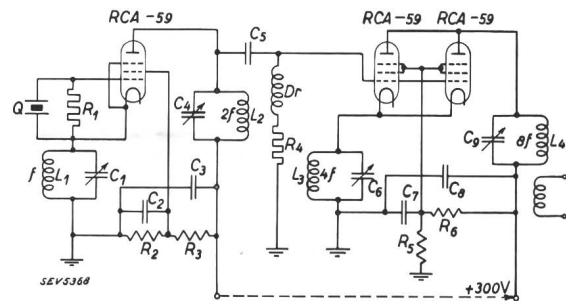 RCA-59
RCA-59 RCA-59
C5
Q
R1
C4
2f
L2
Dr
R4
C9
8f
L4
f
L1
C1
C3
C2
R2
R3
L3
4f
C6
C7
C8
R5
R6
SEV5368
+300V